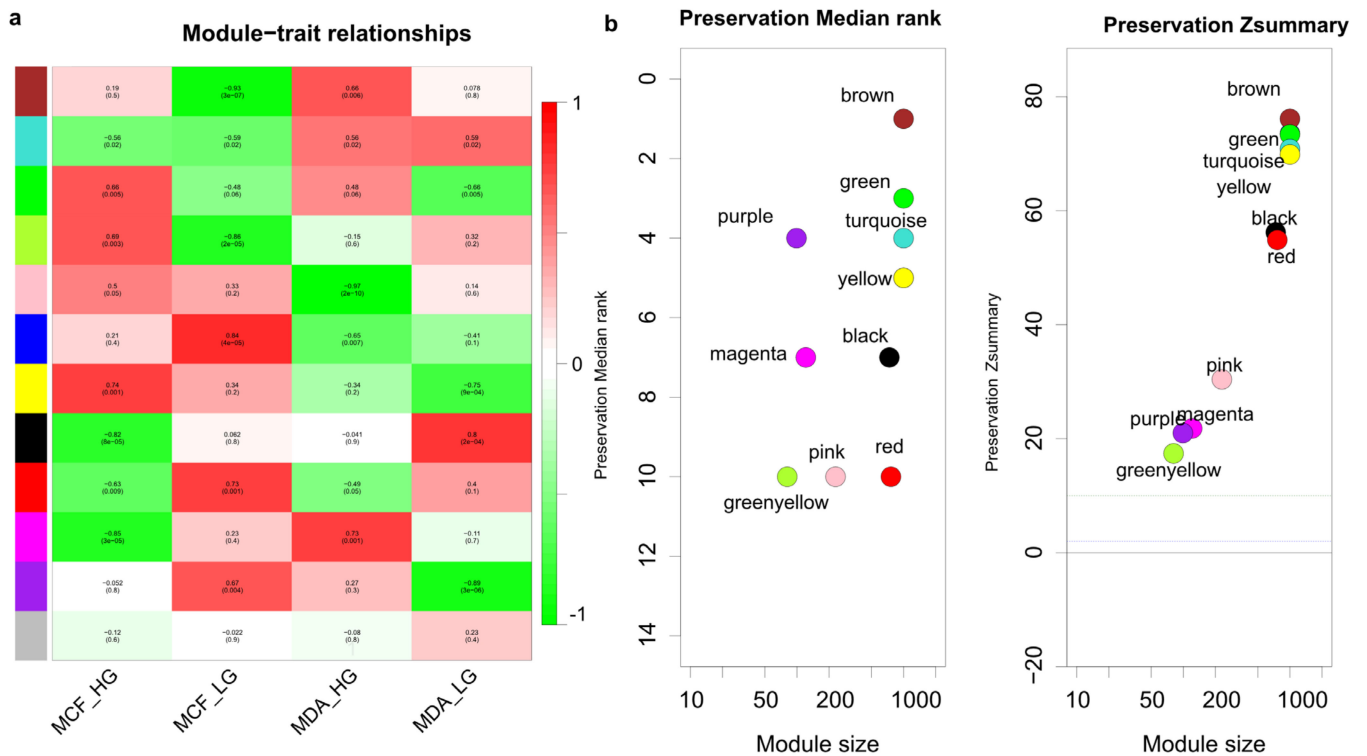 a
Module−trait relationships
0.19
(0.5)
−0.93
(3e−07)
0.66
(0.006)
0.078
(0.8)
−0.56
(0.02)
−0.59
(0.02)
0.56
(0.02)
0.59
(0.02)
0.66
(0.005)
−0.48
(0.06)
0.48
(0.06)
−0.66
(0.005)
0.69
(0.003)
−0.86
(2e−05)
−0.15
(0.6)
0.32
(0.2)
0.5
(0.05)
0.33
(0.2)
−0.97
(2e−10)
0.14
(0.6)
0.21
(0.4)
0.84
(4e−05)
−0.65
(0.007)
−0.41
(0.1)
0.74
(0.001)
0.34
(0.2)
−0.34
(0.2)
−0.75
(9e−04)
−0.82
(8e−05)
0.062
(0.8)
−0.041
(0.9)
0.8
(2e−04)
−0.63
(0.009)
0.73
(0.001)
−0.49
(0.05)
0.4
(0.1)
−0.85
(3e−05)
0.23
(0.4)
0.73
(0.001)
−0.11
(0.7)
−0.052
(0.8)
0.67
(0.004)
0.27
(0.3)
−0.89
(3e−06)
−0.12
(0.6)
−0.022
(0.9)
−0.08
(0.8)
0.23
(0.4)
MCF_HG
MCF_LG
MDA_HG
MDA_LG
1
0
-1
b
Preservation Median rank
Preservation Median rank
0
2
4
6
8
10
12
14
brown
green
purple
turquoise
yellow
magenta
black
pink
red
greenyellow
10 50 200 1000
Module size
Preservation Zsummary
Preservation Zsummary
80
60
40
20
0
−20
brown
green
turquoise
yellow
black
red
pink
purple
magenta
greenyellow
10 50 200 1000
Module size